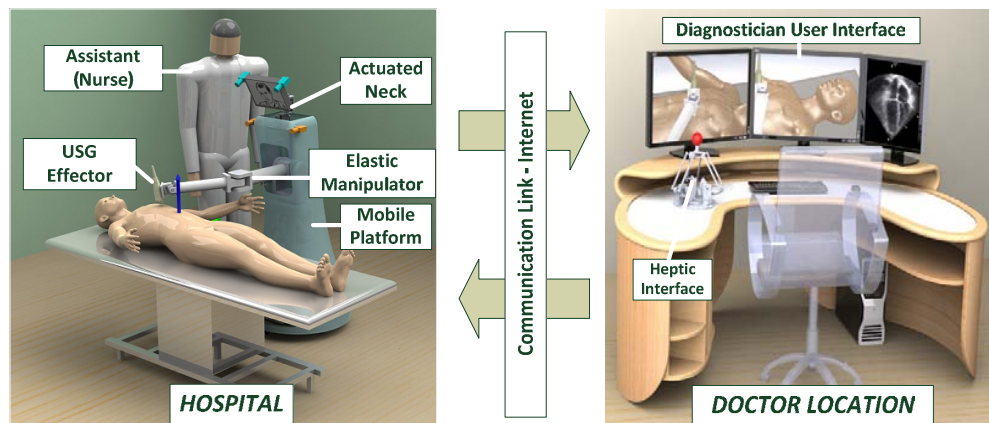 Assistant
(Nurse)
Actuated
Neck
USG
Effector
Elastic
Manipulator
Mobile
Platform
HOSPITAL
Communication Link - Internet
Diagnostician User Interface
Heptic
Interface
DOCTOR LOCATION